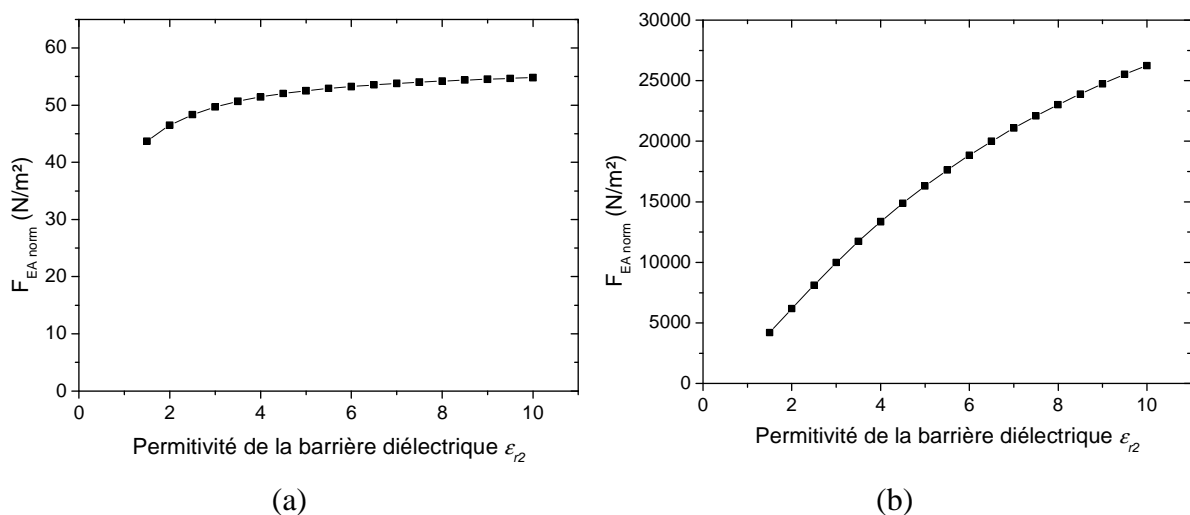 60
50
40
30
20
10
0
F_EA norm (N/m²)
0 2 4 6 8 10
Permitivité de la barrière diélectrique ε_r2
(a)
30000
25000
20000
15000
10000
5000
0
F_EA norm (N/m²)
0 2 4 6 8 10
Permitivité de la barrière diélectrique ε_r2
(b)